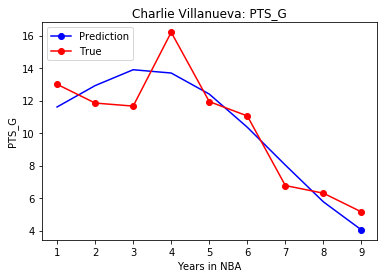 Charlie Villanueva: PTS_G
Prediction
True
PTS_G
16
14
12
10
8
6
4
1 2 3 4 5 6 7 8 9
Years in NBA